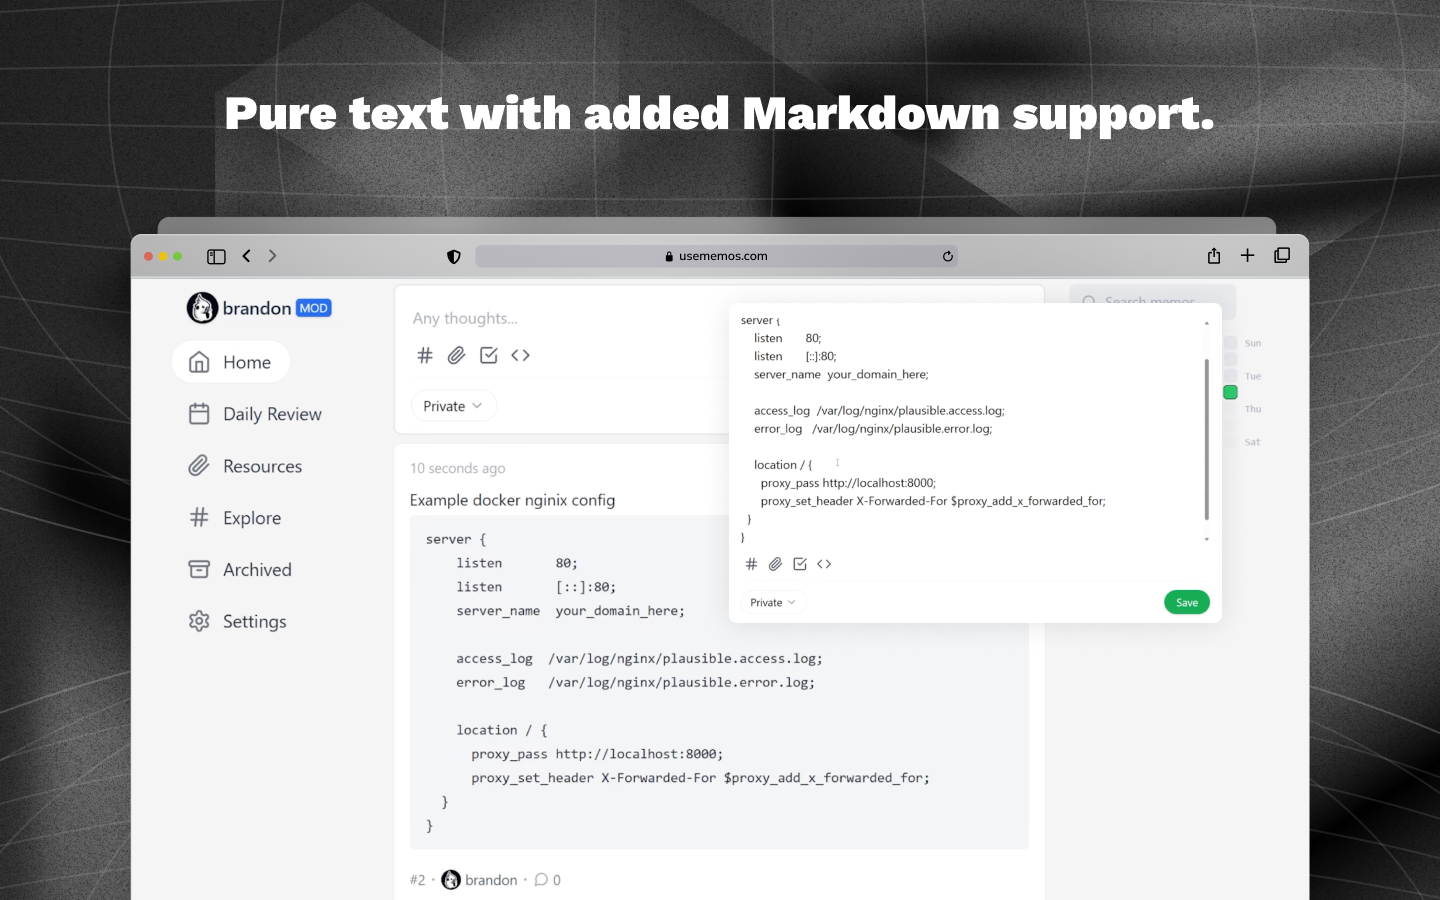 Pure text with added Markdown support.
usememos.com
brandon MOD
Home
Daily Review
Resources
Explore
Archived
Settings
Any thoughts...
Private
10 seconds ago
Example docker nginix config
server {
    listen       80;
    listen       [::]:80;
    server_name  your_domain_here;
    access_log  /var/log/nginx/plausible.access.log;
    error_log   /var/log/nginx/plausible.error.log;
    location / {
      proxy_pass http://localhost:8000;
      proxy_set_header X-Forwarded-For $proxy_add_x_forwarded_for;
  }
}
#2 · brandon · 0
server {
    listen       80;
    listen       [::]:80;
    server_name  your_domain_here;
    access_log  /var/log/nginx/plausible.access.log;
    error_log   /var/log/nginx/plausible.error.log;
    location / {
      proxy_pass http://localhost:8000;
      proxy_set_header X-Forwarded-For $proxy_add_x_forwarded_for;
  }
}
Private
Save
Search memos
Sun
Tue
Thu
Sat